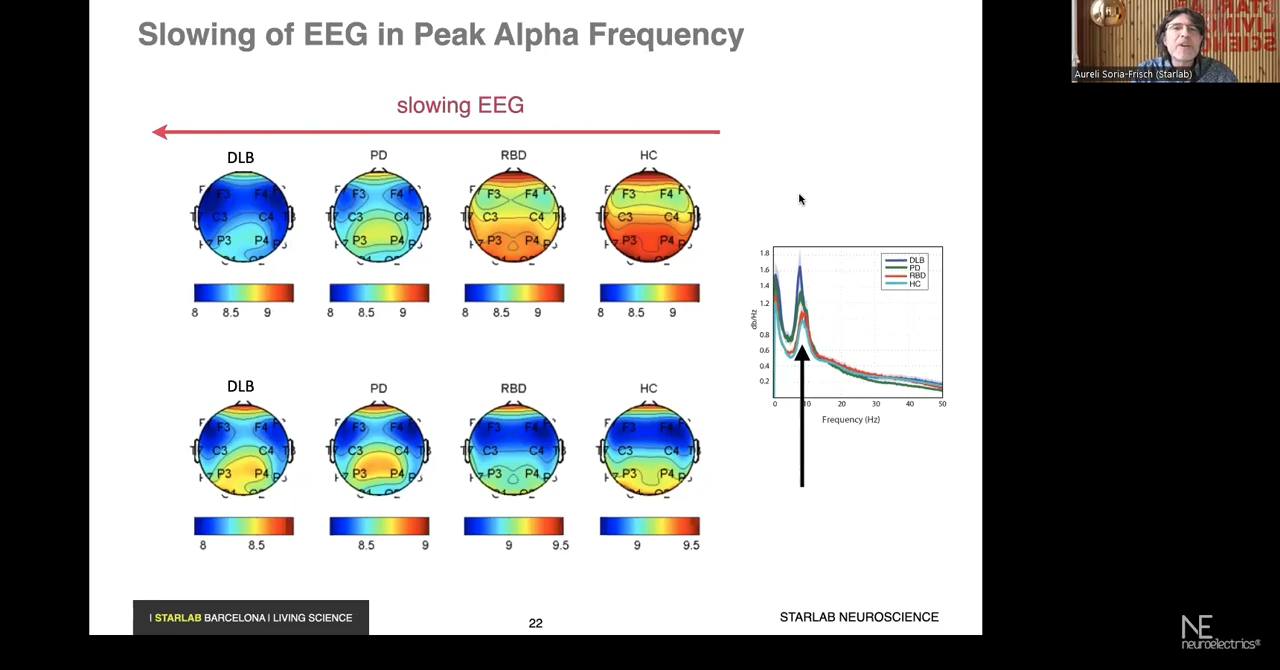 Slowing of EEG in Peak Alpha Frequency
slowing EEG
DLB PD RBD HC
F3 F4 F3 F4 F3 F4 F3 F4
C3 C4 C3 C4 C3 C4 C3 C4
P3 P4 P3 P4 P3 P4 P3 P4
8 8.5 9 8 8.5 9 8 8.5 9 8 8.5 9
DLB PD RBD HC
F3 F4 F3 F4 F3 F4 F3 F4
C3 C4 C3 C4 C3 C4 C3 C4
P3 P4 P3 P4 P3 P4 P3 P4
8 8.5 8.5 9 9 9.5 9 9.5
1.8
1.6
1.4
1.2
0.8
0.6
0.4
0.2
db/Hz
DLB
PD
RBD
HC
0 10 20 30 40 50
Frequency (Hz)
| STARLAB BARCELONA | LIVING SCIENCE
22
STARLAB NEUROSCIENCE
Aureli Soria-Frisch (Starlab)
NE
neuroelectrics®